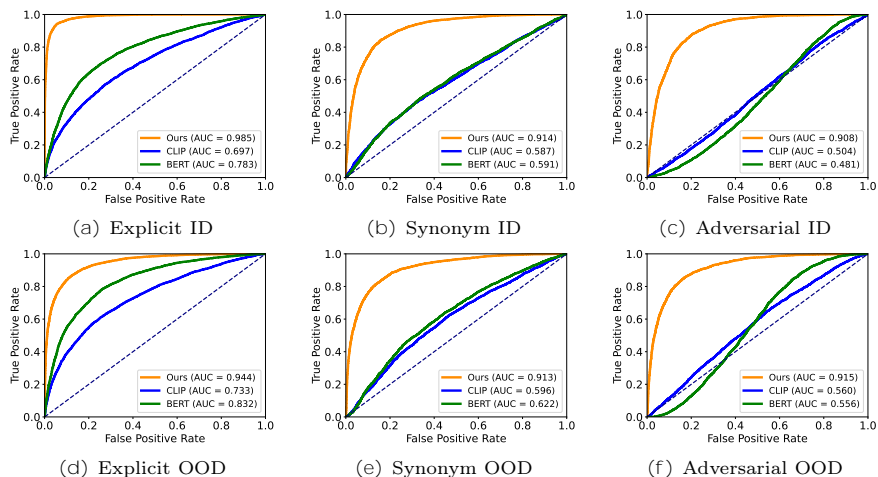 True Positive Rate
1.0
0.8
0.6
0.4
0.2
0.0
Ours (AUC = 0.985)
CLIP (AUC = 0.697)
BERT (AUC = 0.783)
0.0 0.2 0.4 0.6 0.8 1.0
False Positive Rate
(a) Explicit ID
True Positive Rate
1.0
0.8
0.6
0.4
0.2
0.0
Ours (AUC = 0.914)
CLIP (AUC = 0.587)
BERT (AUC = 0.591)
0.0 0.2 0.4 0.6 0.8 1.0
False Positive Rate
(b) Synonym ID
True Positive Rate
1.0
0.8
0.6
0.4
0.2
0.0
Ours (AUC = 0.908)
CLIP (AUC = 0.504)
BERT (AUC = 0.481)
0.0 0.2 0.4 0.6 0.8 1.0
False Positive Rate
(c) Adversarial ID
True Positive Rate
1.0
0.8
0.6
0.4
0.2
0.0
Ours (AUC = 0.944)
CLIP (AUC = 0.733)
BERT (AUC = 0.832)
0.0 0.2 0.4 0.6 0.8 1.0
False Positive Rate
(d) Explicit OOD
True Positive Rate
1.0
0.8
0.6
0.4
0.2
0.0
Ours (AUC = 0.913)
CLIP (AUC = 0.596)
BERT (AUC = 0.622)
0.0 0.2 0.4 0.6 0.8 1.0
False Positive Rate
(e) Synonym OOD
True Positive Rate
1.0
0.8
0.6
0.4
0.2
0.0
Ours (AUC = 0.915)
CLIP (AUC = 0.560)
BERT (AUC = 0.556)
0.0 0.2 0.4 0.6 0.8 1.0
False Positive Rate
(f) Adversarial OOD